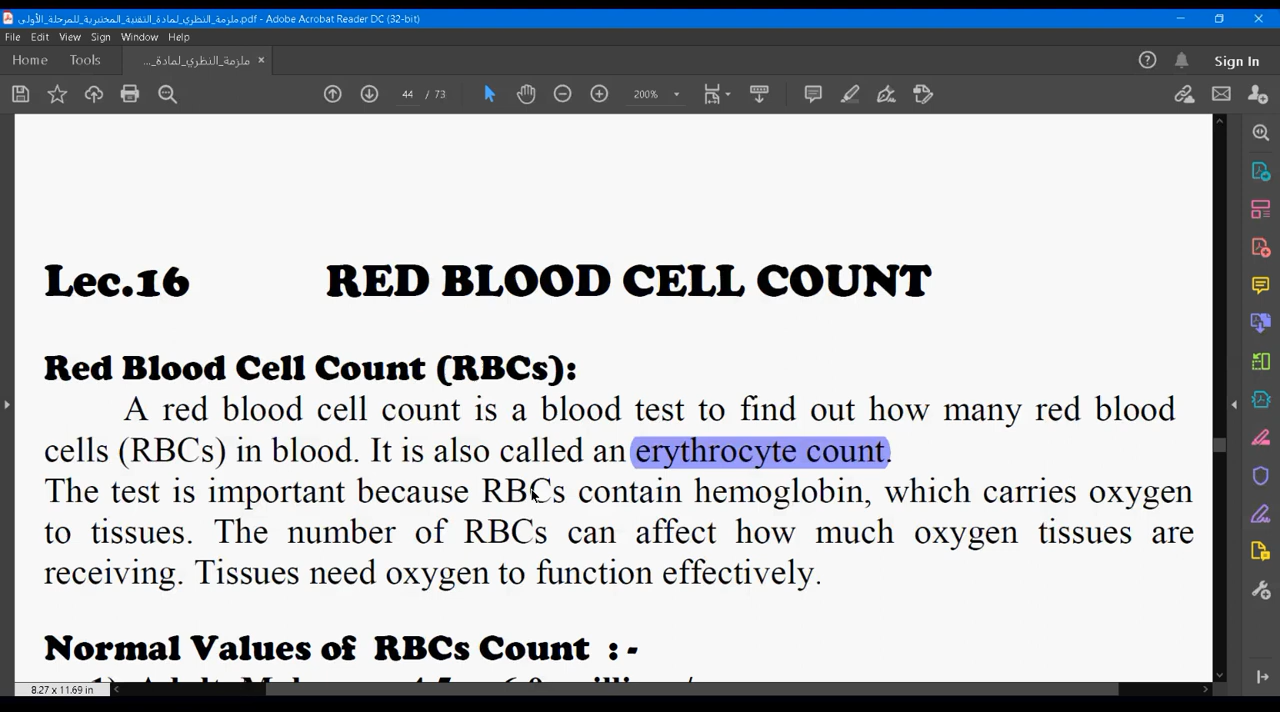 ملزمة_النظري_لمادة_التقنية_المختبرية_للمرحلة_الأولى.pdf - Adobe Acrobat Reader DC (32-bit)
File Edit View Sign Window Help
Home Tools ملزمة_النظري_لمادة_... × Sign In
44 / 73 200%
Lec.16 RED BLOOD CELL COUNT
Red Blood Cell Count (RBCs):
A red blood cell count is a blood test to find out how many red blood
cells (RBCs) in blood. It is also called an erythrocyte count.
The test is important because RBCs contain hemoglobin, which carries oxygen
to tissues. The number of RBCs can affect how much oxygen tissues are
receiving. Tissues need oxygen to function effectively.
Normal Values of RBCs Count : -
8.27 x 11.69 in